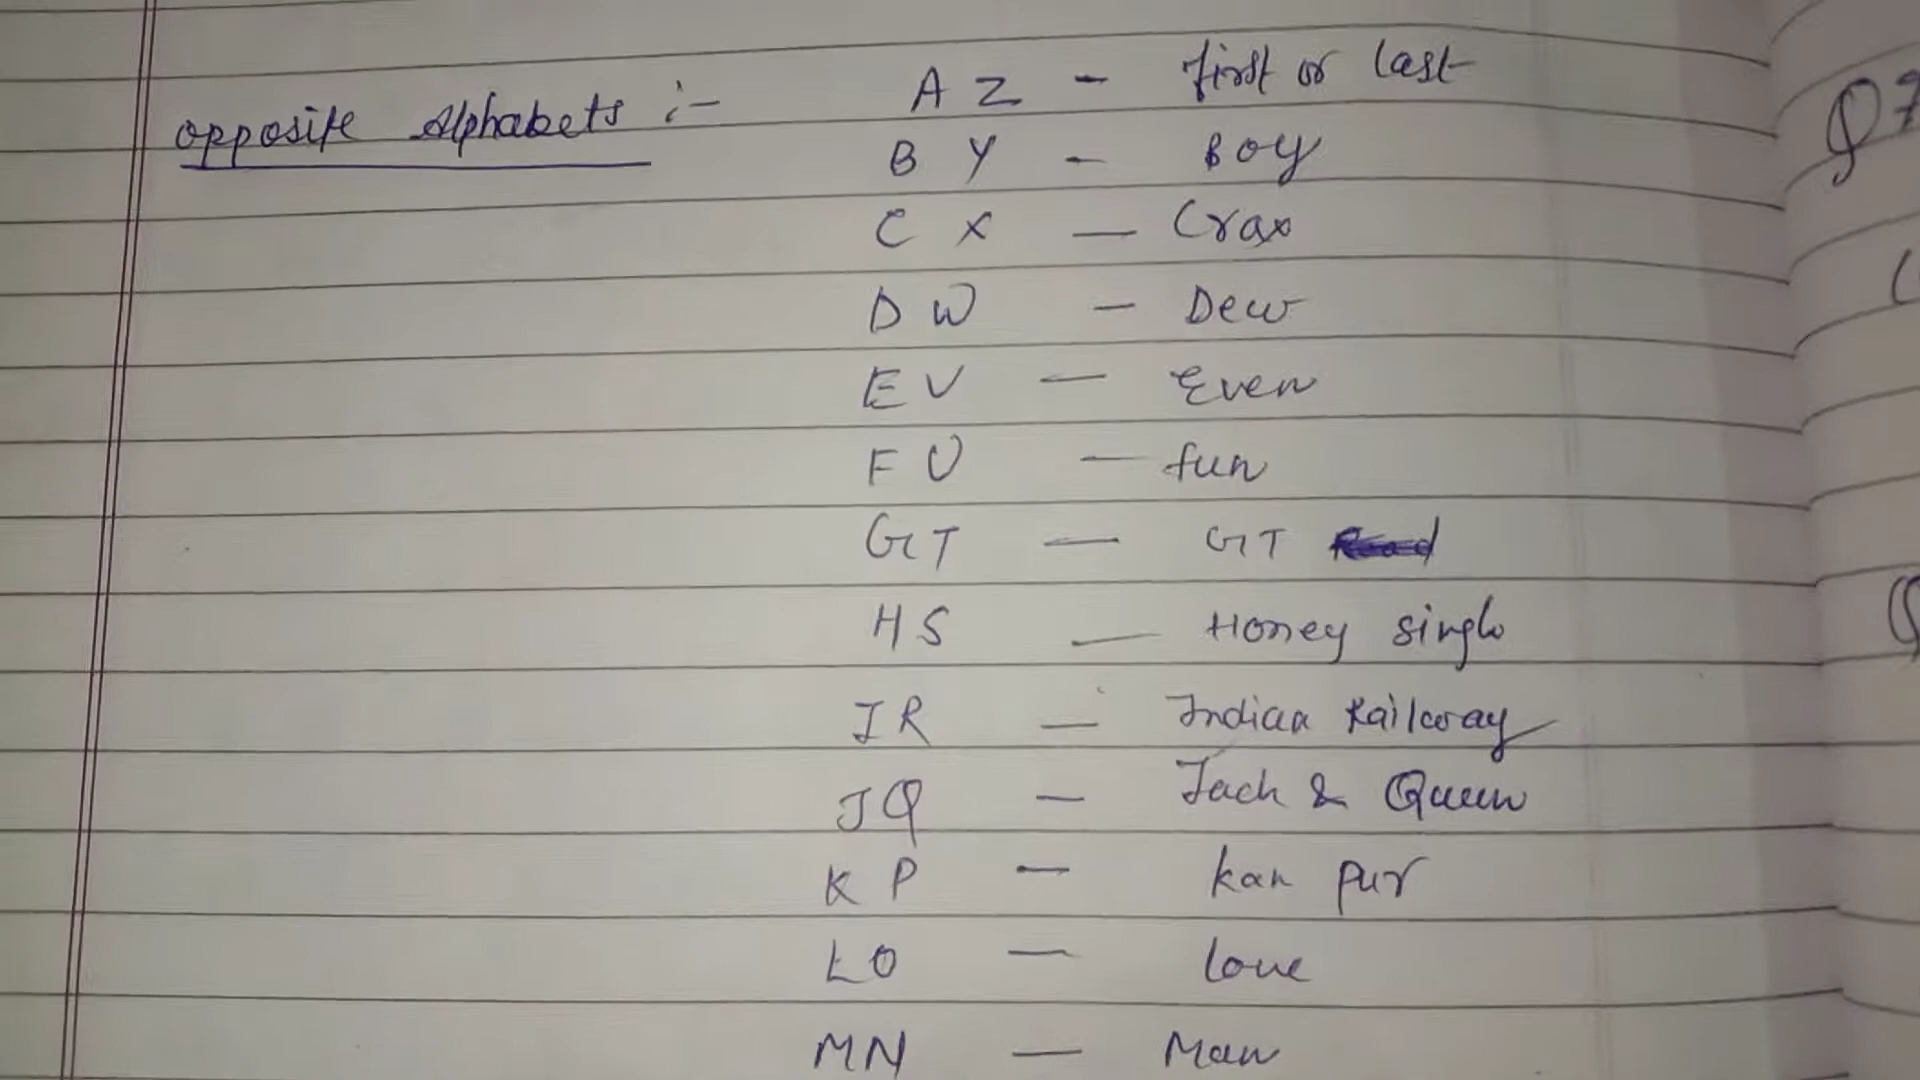 opposite Alphabets :- A Z - first or last
B Y - Boy
C X - Crax
D W - Dew
E V - Even
F U - fun
G T - GT
H S - Honey singh
I R - Indian Railway
J Q - Jack & Queen
K P - kan pur
L O - Love
M N - Man